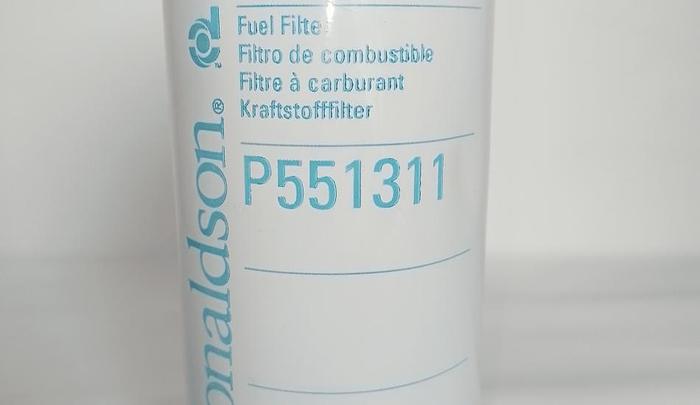 Fuel Filte
Filtro de combustible
Filtre à carburant
Kraftstofffilter
P551311
onaldson®